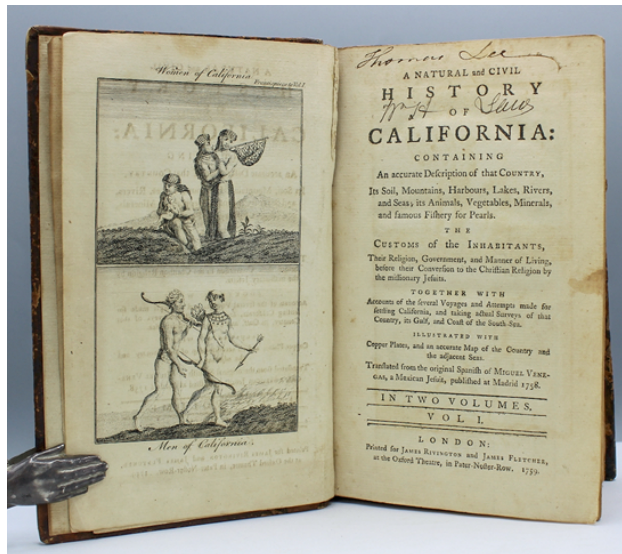 Women of California
Frontispiece to Vol. I.
Men of California.
Thomas Lee
A NATURAL and CIVIL
HISTORY
OF
CALIFORNIA:
CONTAINING
An accurate Description of that COUNTRY,
Its Soil, Mountains, Harbours, Lakes, Rivers,
and Seas; its Animals, Vegetables, Minerals,
and famous Fishery for Pearls.
THE
CUSTOMS of the INHABITANTS,
Their Religion, Government, and Manner of Living,
before their Conversion to the Christian Religion by
the missionary Jesuits.
TOGETHER WITH
Accounts of the several Voyages and Attempts made for
settling California, and taking actual Surveys of that
Country, its Gulf, and Coast of the South-Sea.
ILLUSTRATED WITH
Copper Plates, and an accurate Map of the Country and
the adjacent Seas.
Translated from the original Spanish of MIGUEL VENE-
GAS, a Mexican Jesuit, published at Madrid 1758.
IN TWO VOLUMES.
VOL. I.
LONDON:
Printed for JAMES RIVINGTON and JAMES FLETCHER,
at the Oxford Theatre, in Pater-Noster-Row. 1759.